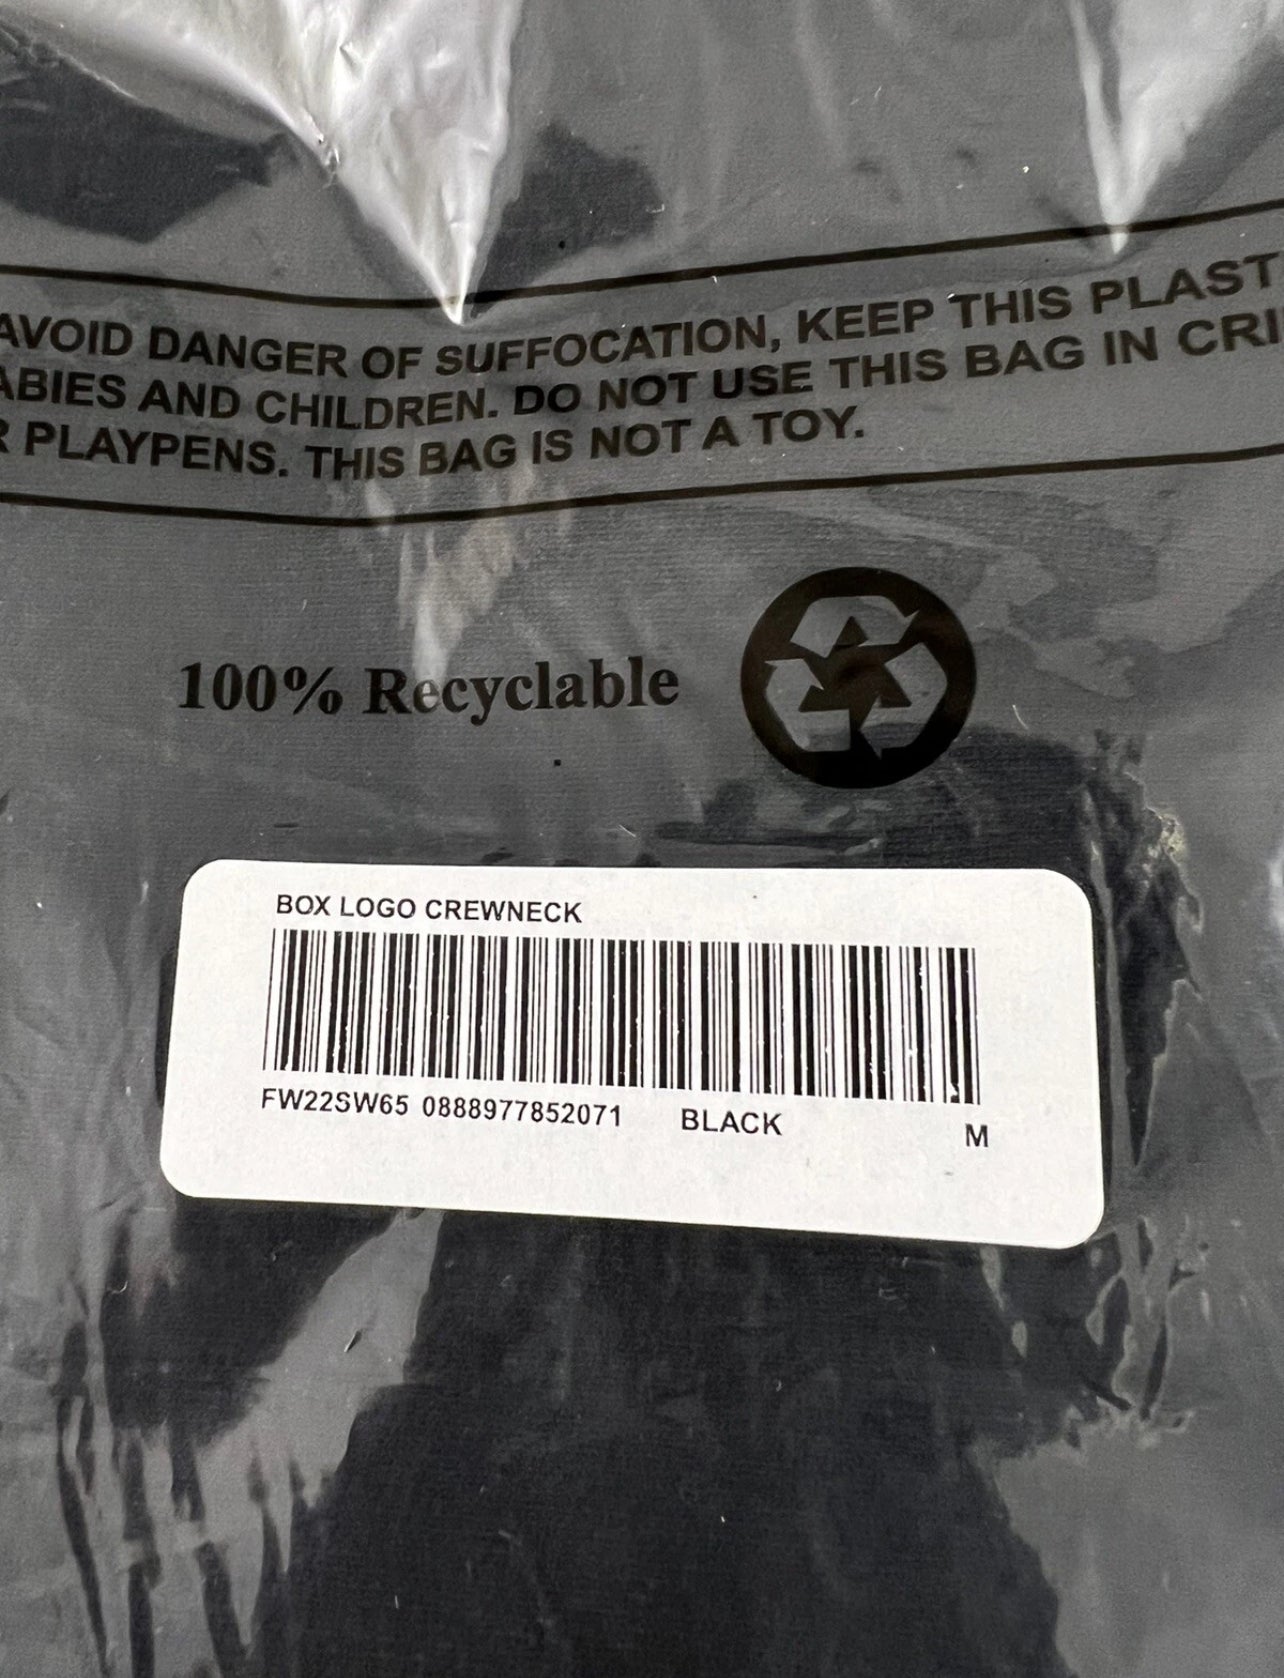 AVOID DANGER OF SUFFOCATION, KEEP THIS PLAST
ABIES AND CHILDREN. DO NOT USE THIS BAG IN CRI
R PLAYPENS. THIS BAG IS NOT A TOY.
100% Recyclable
BOX LOGO CREWNECK
FW22SW65 0888977852071 BLACK M